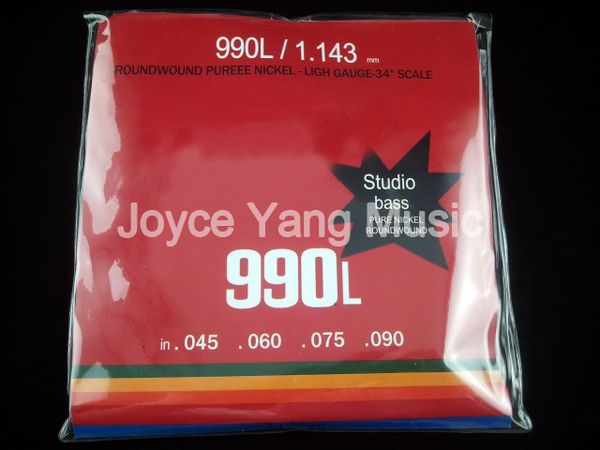 990L / 1.143 mm
ROUNDWOUND PUREEE NICKEL - LIGH GAUGE-34" SCALE
Studio
bass
PURE NICKEL
ROUNDWOUND
Joyce Yang Music
990L
in .045 .060 .075 .090